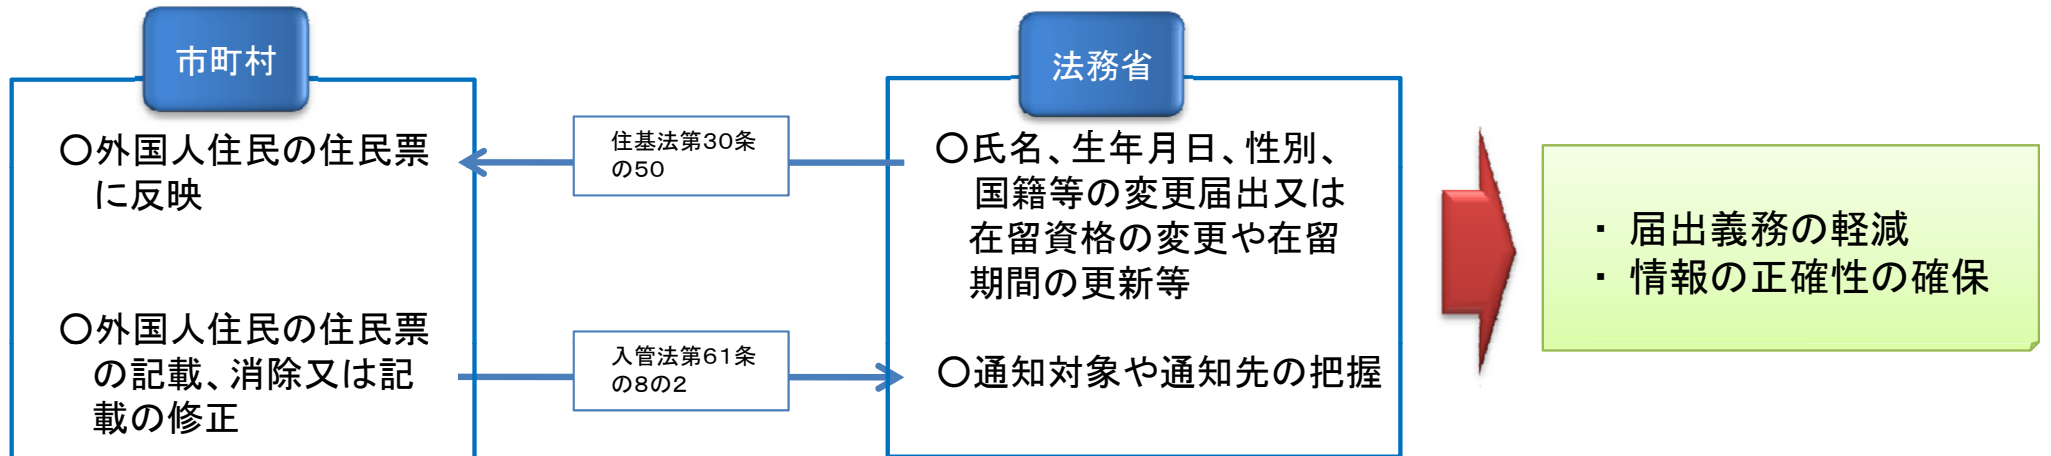 市町村
〇外国人住民の住民票
に反映
〇外国人住民の住民票
の記載、消除又は記
載の修正
住基法第30条
の50
入管法第61条
の8の2
法務省
〇氏名、生年月日、性別、
国籍等の変更届出又は
在留資格の変更や在留
期間の更新等
〇通知対象や通知先の把握
・ 届出義務の軽減
・ 情報の正確性の確保